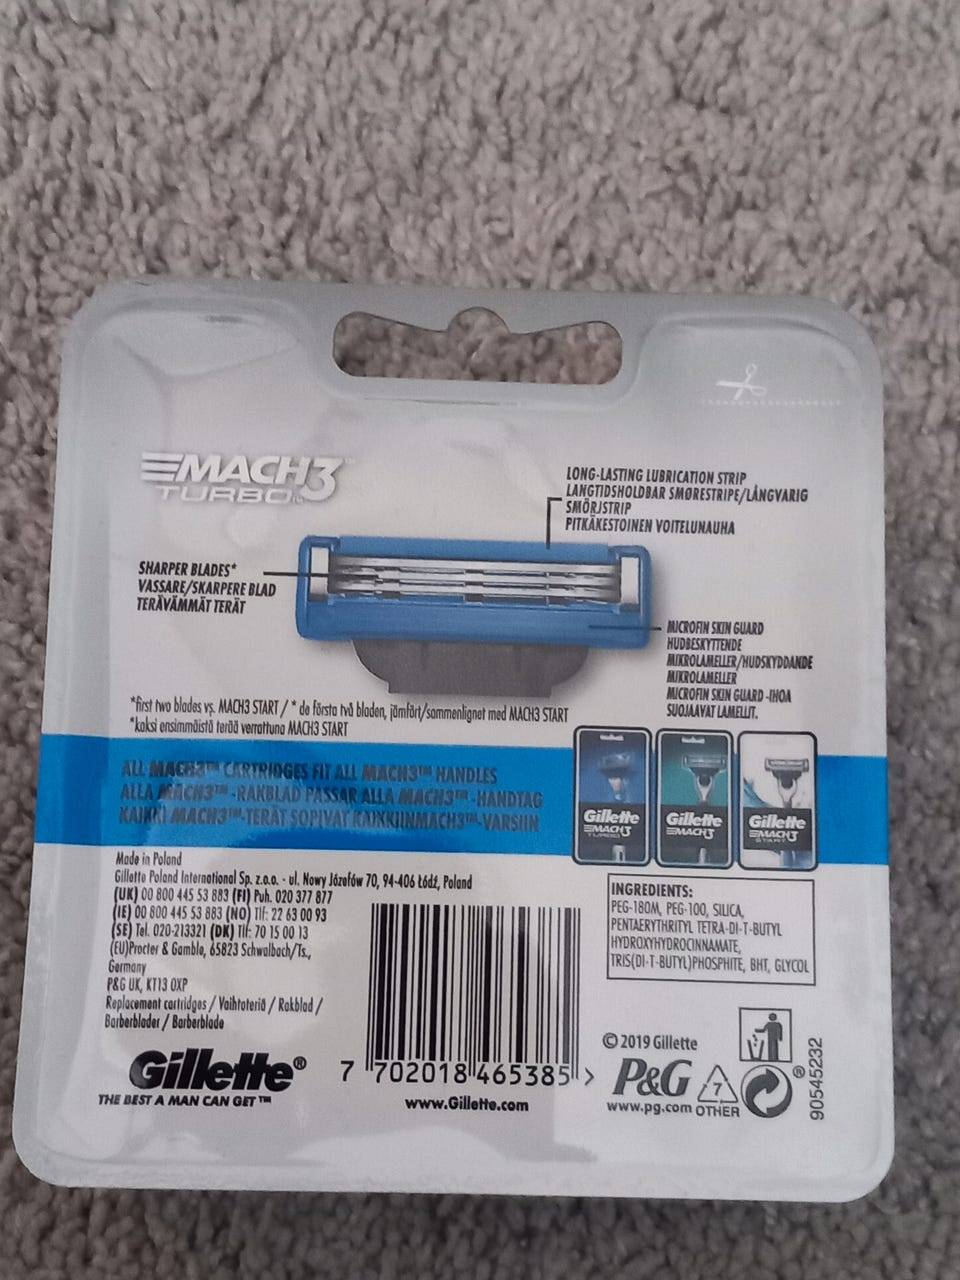 MACH3
TURBO
LONG-LASTING LUBRICATION STRIP
LANGTIDSHOLDBAR SMØRESTRIPE/LÅNGVARIG
SMÖRJSTRIP
PITKÄKESTOINEN VOITELUNAUHA
SHARPER BLADES*
VASSARE/SKARPERE BLAD
TERÄVÄMMÄT TERÄT
MICROFIN SKIN GUARD
HUDBESKYTTENDE
MIKROLAMELLER/HUDSKYDDANDE
MIKROLAMELLER
MICROFIN SKIN GUARD -IHOA
SUOJAAVAT LAMELLIT.
*first two blades vs. MACH3 START / * de första två bladen, jämfört/sammenlignet med MACH3 START
*kaksi ensimmäistä terää verrattuna MACH3 START
ALL MACH3™ CARTRIDGES FIT ALL MACH3™ HANDLES
ALLA MACH3™ -RAKBLAD PASSAR ALLA MACH3™ -HANDTAG
KAIKKI MACH3™-TERÄT SOPIVAT KAIKKIINMACH3™-VARSIIN
Gillette
MACH3
TURBO
Gillette
MACH3
Gillette
MACH3
START
Made in Poland
Gillette Poland International Sp. z.o.o. - ul. Nowy Józefów 70, 94-406 Łódź, Poland
(UK) 00 800 445 53 883 (FI) Puh. 020 377 877
(IE) 00 800 445 53 883 (NO) Tlf: 22 63 00 93
(SE) Tel. 020-213321 (DK) Tlf: 70 15 00 13
(EU)Procter & Gamble, 65823 Schwalbach/Ts.,
Germany
P&G UK, KT13 0XP
Replacement cartridges / Vaihtoteriä / Rakblad /
Barberblader / Barberblade
INGREDIENTS:
PEG-180M, PEG-100, SILICA,
PENTAERYTHRITYL TETRA-DI-T-BUTYL
HYDROXYHYDROCINNAMATE,
TRIS(DI-T-BUTYL)PHOSPHITE, BHT, GLYCOL
Gillette®
THE BEST A MAN CAN GET™
7 702018 465385 >
www.Gillette.com
© 2019 Gillette
P&G
www.pg.com
7
OTHER
®
90545232